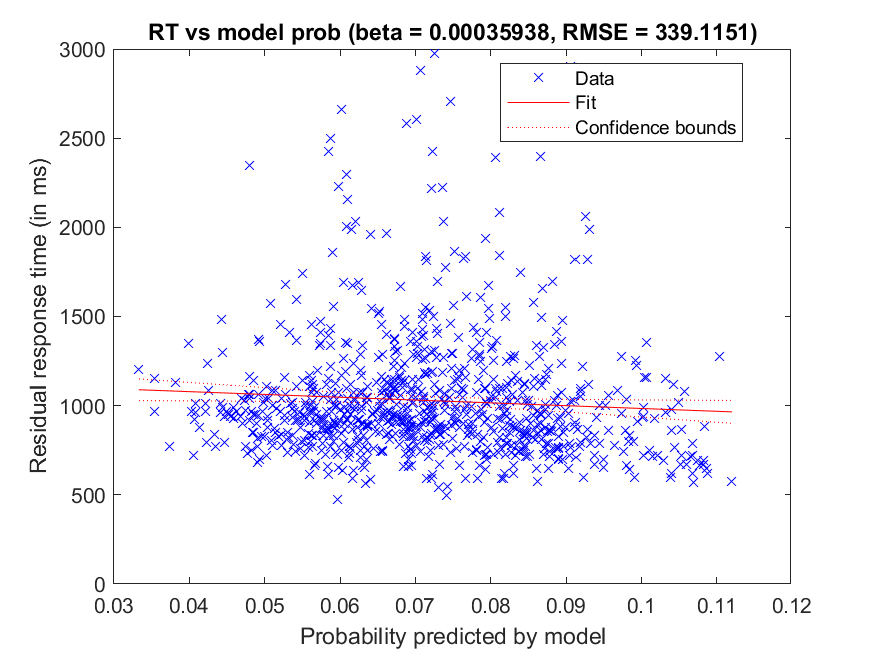 RT vs model prob (beta = 0.00035938, RMSE = 339.1151)
3000
2500
2000
1500
1000
500
0
Residual response time (in ms)
Data
Fit
Confidence bounds
0.03 0.04 0.05 0.06 0.07 0.08 0.09 0.1 0.11 0.12
Probability predicted by model